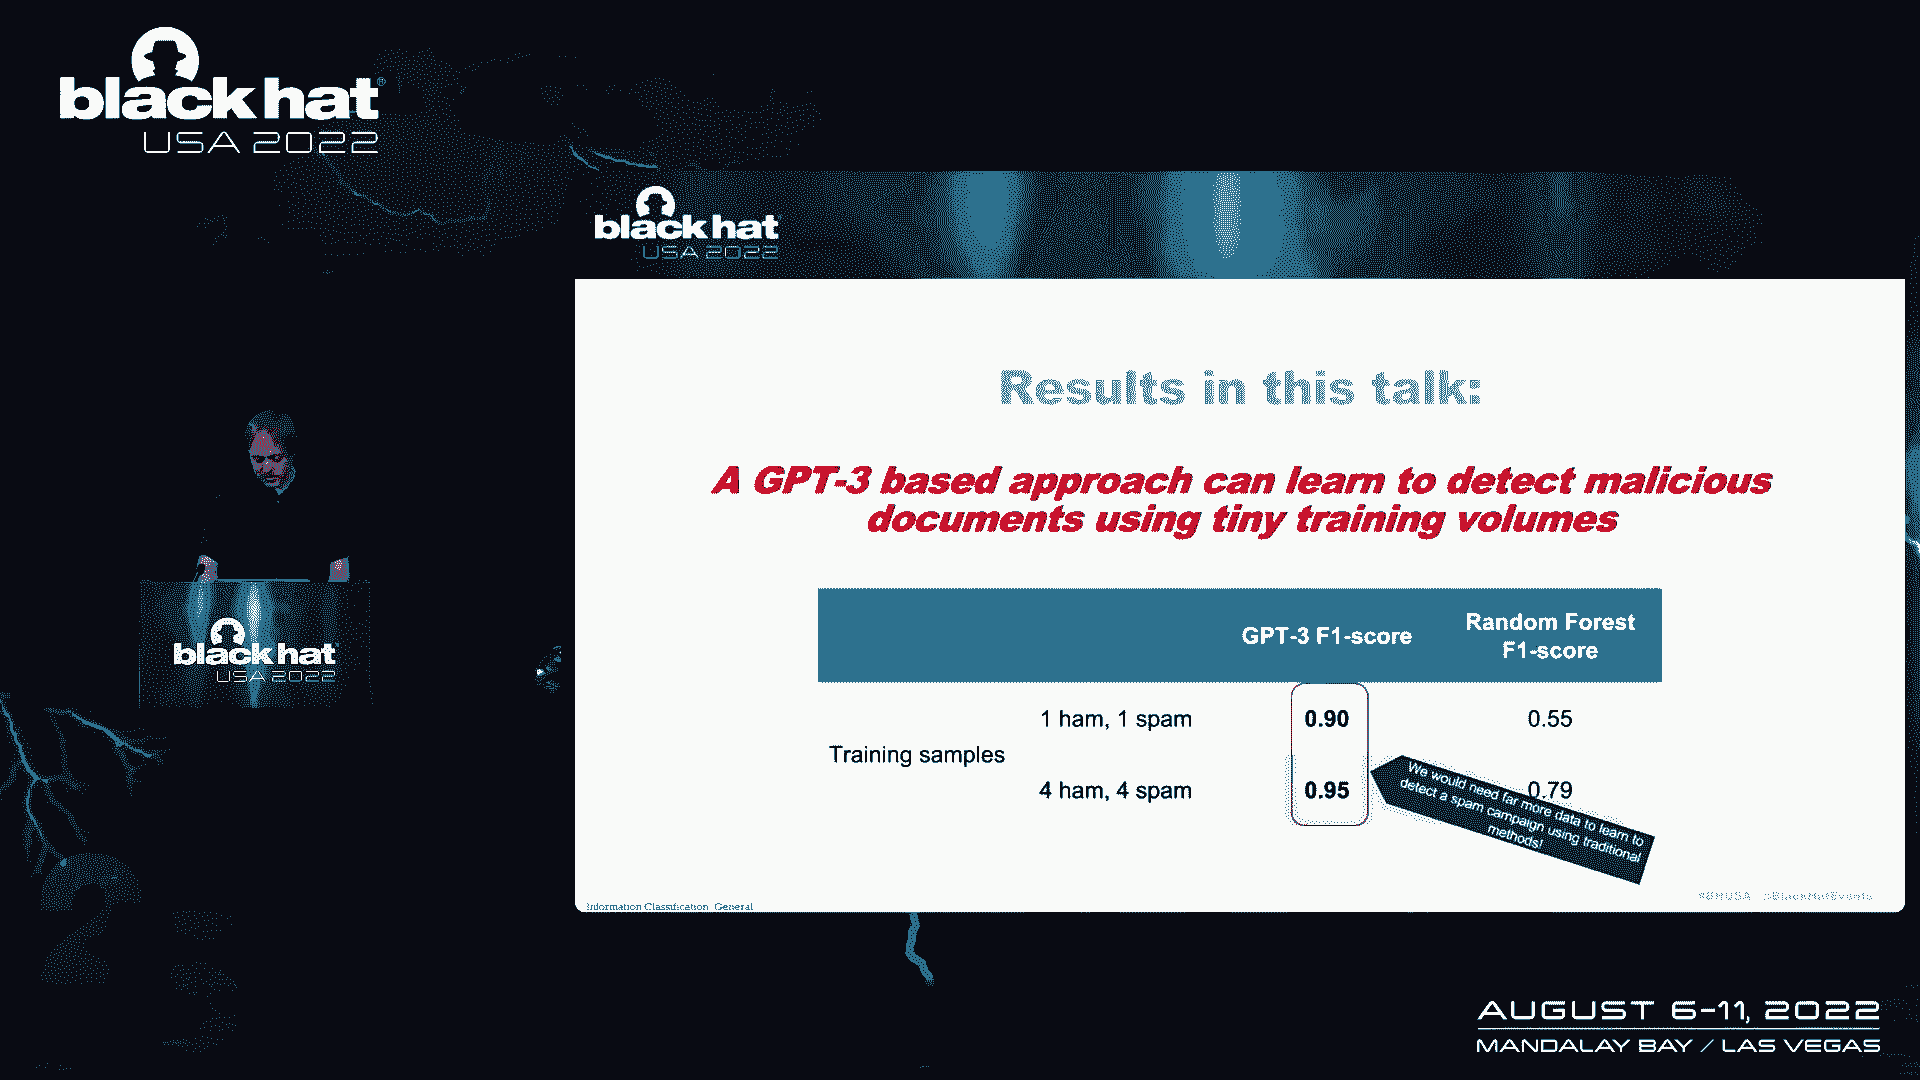 black hat®
USA 2022
black hat
USA 2022
Results in this talk:
A GPT-3 based approach can learn to detect malicious
documents using tiny training volumes
GPT-3 F1-score
Random Forest
F1-score
1 ham, 1 spam
0.90
0.55
Training samples
4 ham, 4 spam
0.95
0.79
We would need far more data to learn to
detect a spam campaign using traditional
methods!
Information Classification: General
#BHUSA @BlackHatEvents
black hat
USA 2022
AUGUST 6-11, 2022
MANDALAY BAY / LAS VEGAS